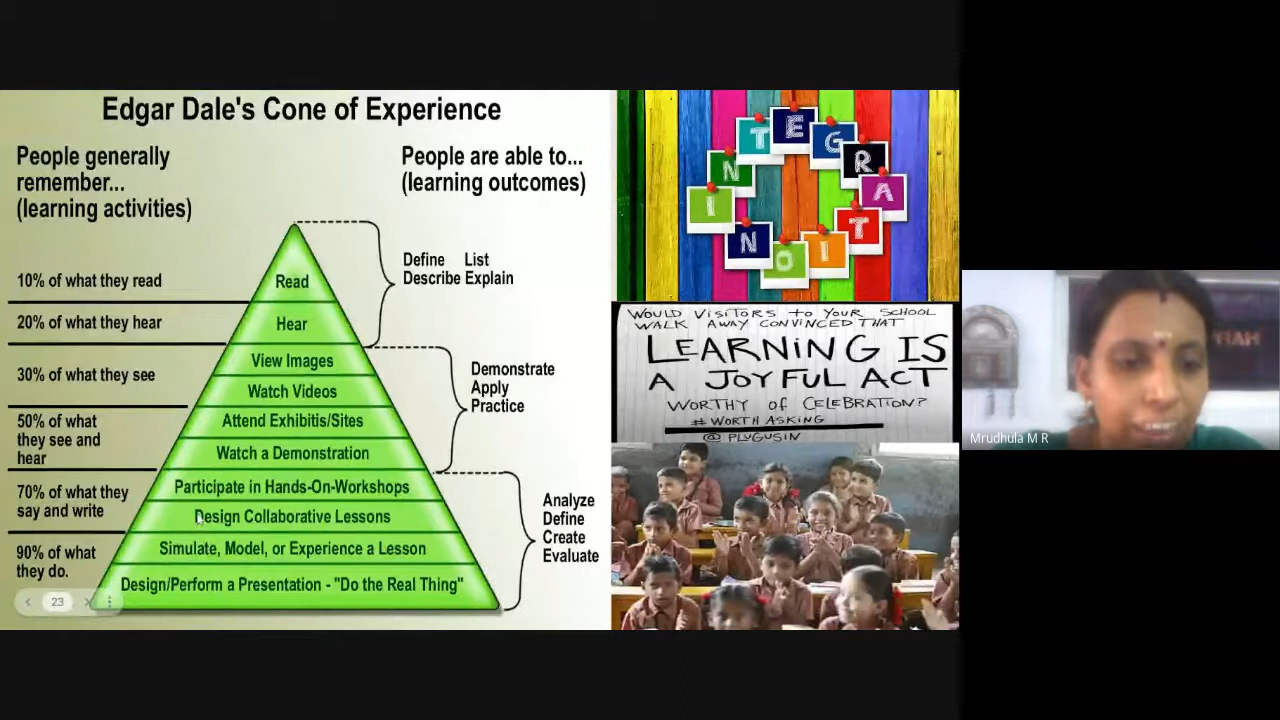 Edgar Dale's Cone of Experience
People generally
remember...
(learning activities)
People are able to...
(learning outcomes)
10% of what they read
20% of what they hear
30% of what they see
50% of what
they see and
hear
70% of what they
say and write
90% of what
they do.
Read
Hear
View Images
Watch Videos
Attend Exhibitis/Sites
Watch a Demonstration
Participate in Hands-On-Workshops
Design Collaborative Lessons
Simulate, Model, or Experience a Lesson
Design/Perform a Presentation - "Do the Real Thing"
Define List
Describe Explain
Demonstrate
Apply
Practice
Analyze
Define
Create
Evaluate
23
INTEGRATION
WOULD VISITORS to YOUR SCHOOL
WALK AWAY CONVINCED THAT
LEARNING IS
A JOYFUL ACT
WORTHY of CELEBRATION?
# WORTH ASKING
@ PLUGUSIN
Mrudhula M R